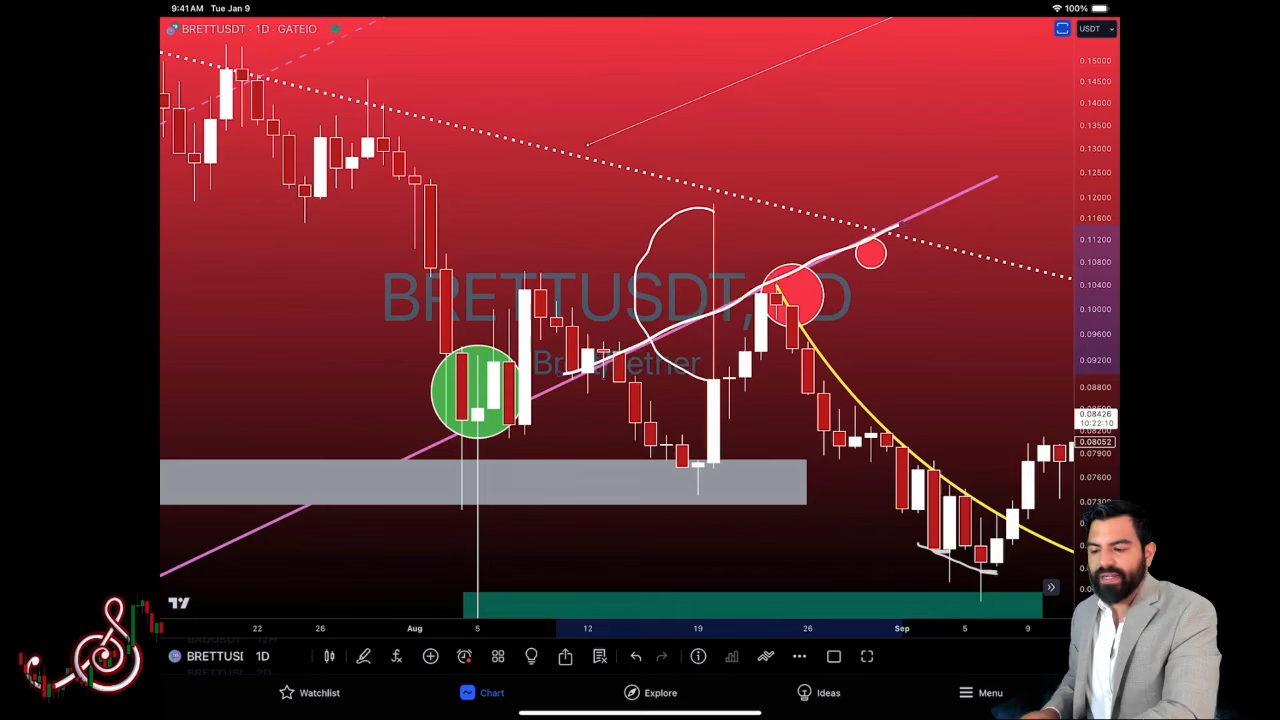 9:41 AM Tue Jan 9
100%
BRETTUSDT · 1D · GATEIO
USDT
0.15000
0.14500
0.14000
0.13500
0.13000
0.12500
0.12000
0.11600
0.11200
0.10800
0.10400
0.10000
0.09600
0.09200
0.08800
0.08426
10:22:10
0.08052
0.07900
0.07600
0.07300
BRETTUSDT, 1D
22
26
Aug
5
12
19
26
Sep
5
9
BRETTUSI
1D
Watchlist
Chart
Explore
Ideas
Menu